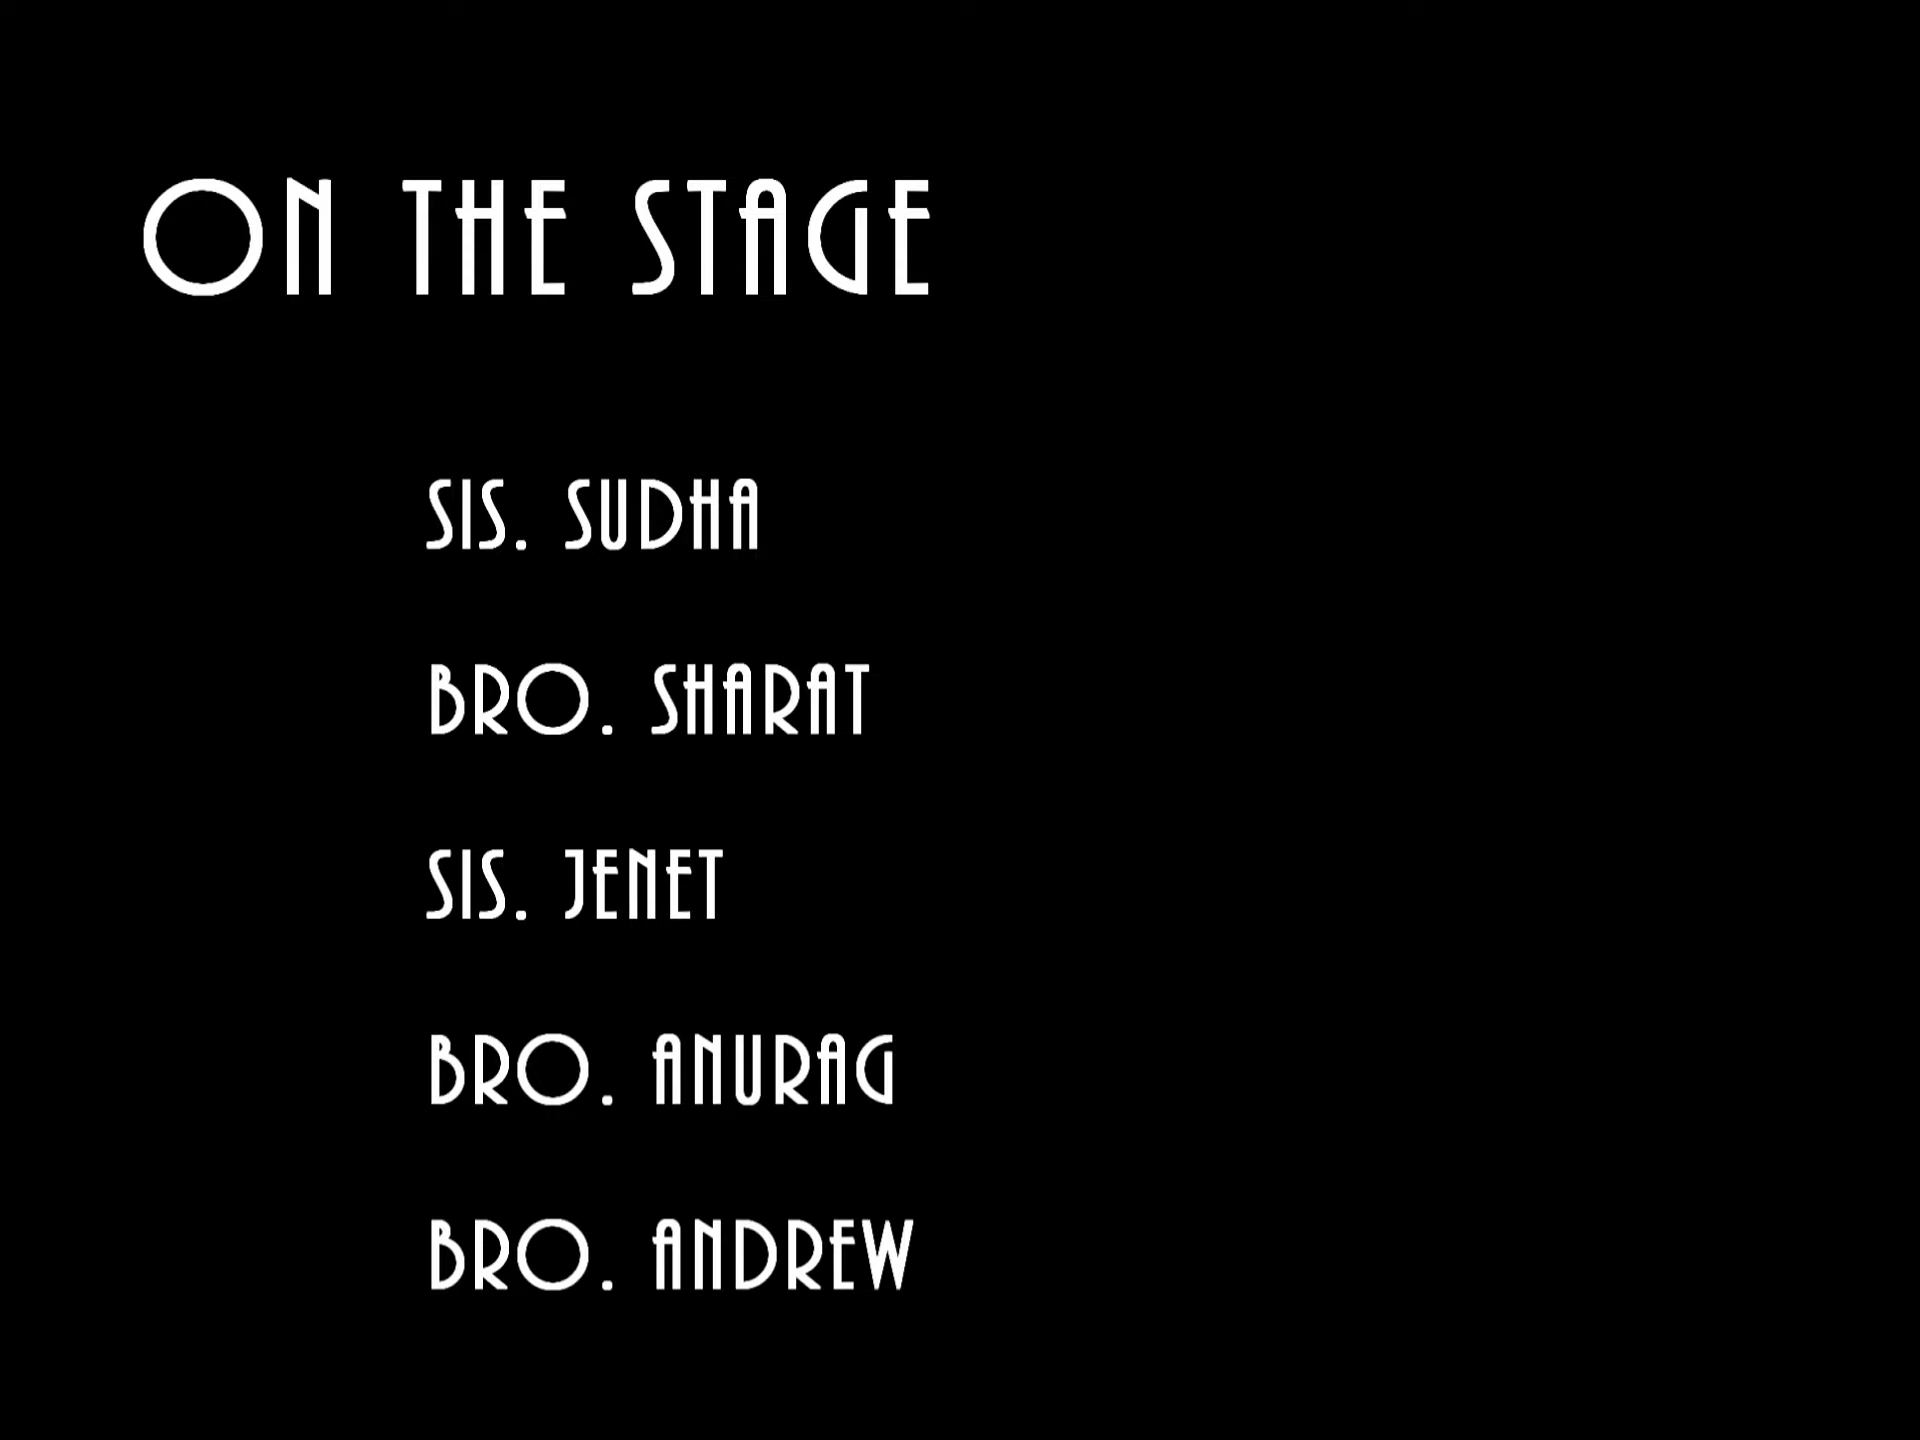 ON THE STAGE
SIS. SUDHA
BRO. SHARAT
SIS. JENET
BRO. ANURAG
BRO. ANDREW